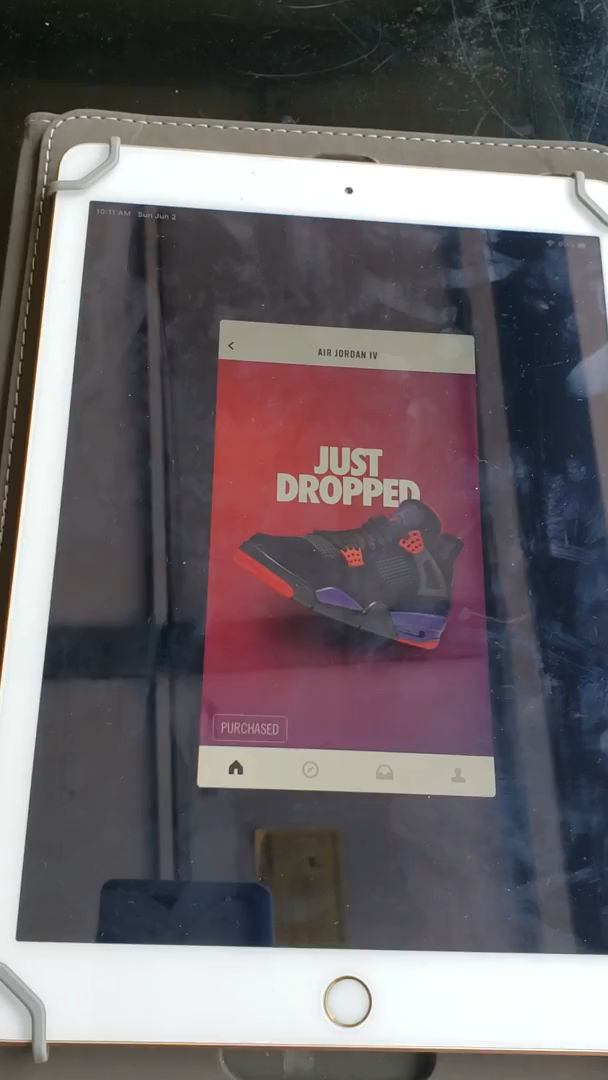 10:11 AM Sun Jun 2
AIR JORDAN IV
JUST
DROPPED
PURCHASED